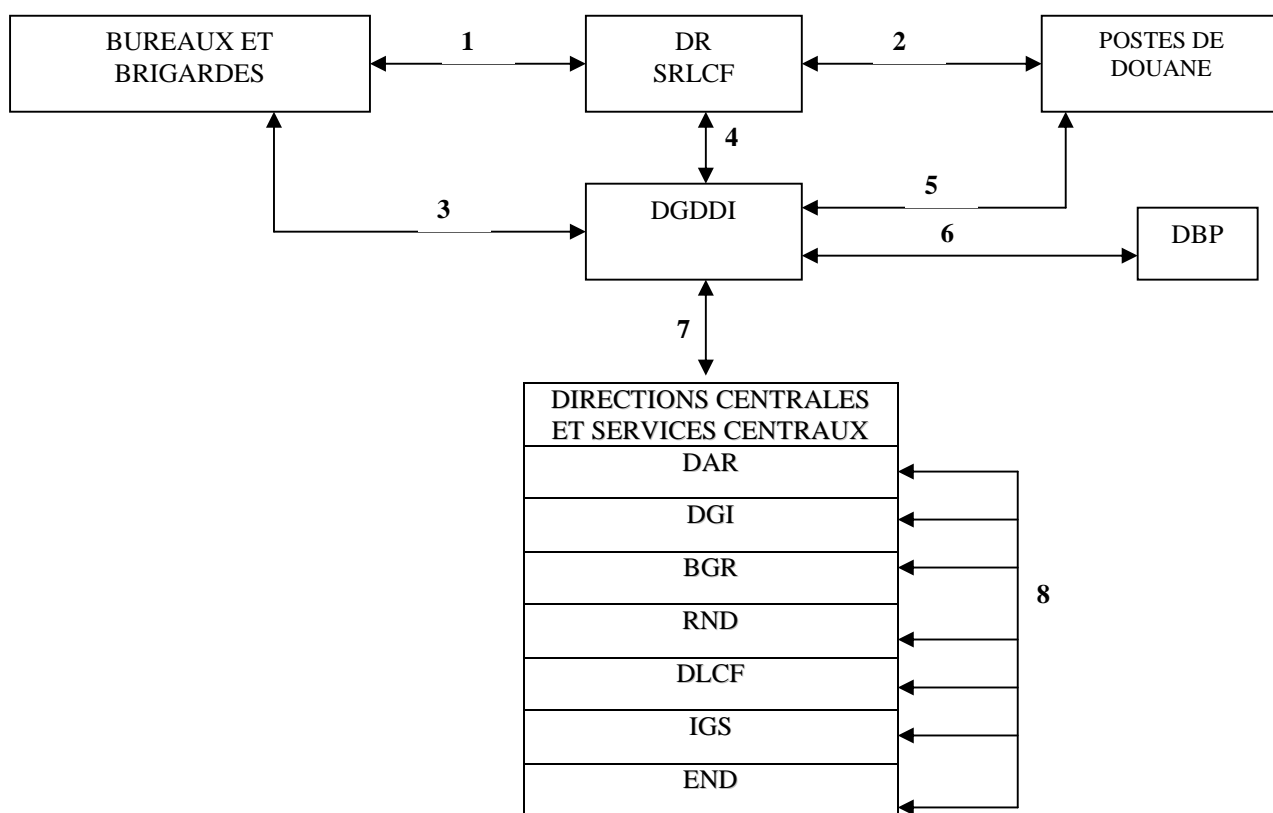 BUREAUX ET
BRIGARDES
1
DR
SRLCF
2
POSTES DE
DOUANE
4
3
DGDDI
5
6
DBP
7
DIRECTIONS CENTRALES
ET SERVICES CENTRAUX
DAR
DGI
BGR
RND
DLCF
IGS
END
8